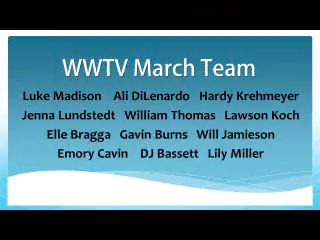 WWTV March Team
Luke Madison Ali DiLenardo Hardy Krehmeyer
Jenna Lundstedt William Thomas Lawson Koch
Elle Bragga Gavin Burns Will Jamieson
Emory Cavin DJ Bassett Lily Miller